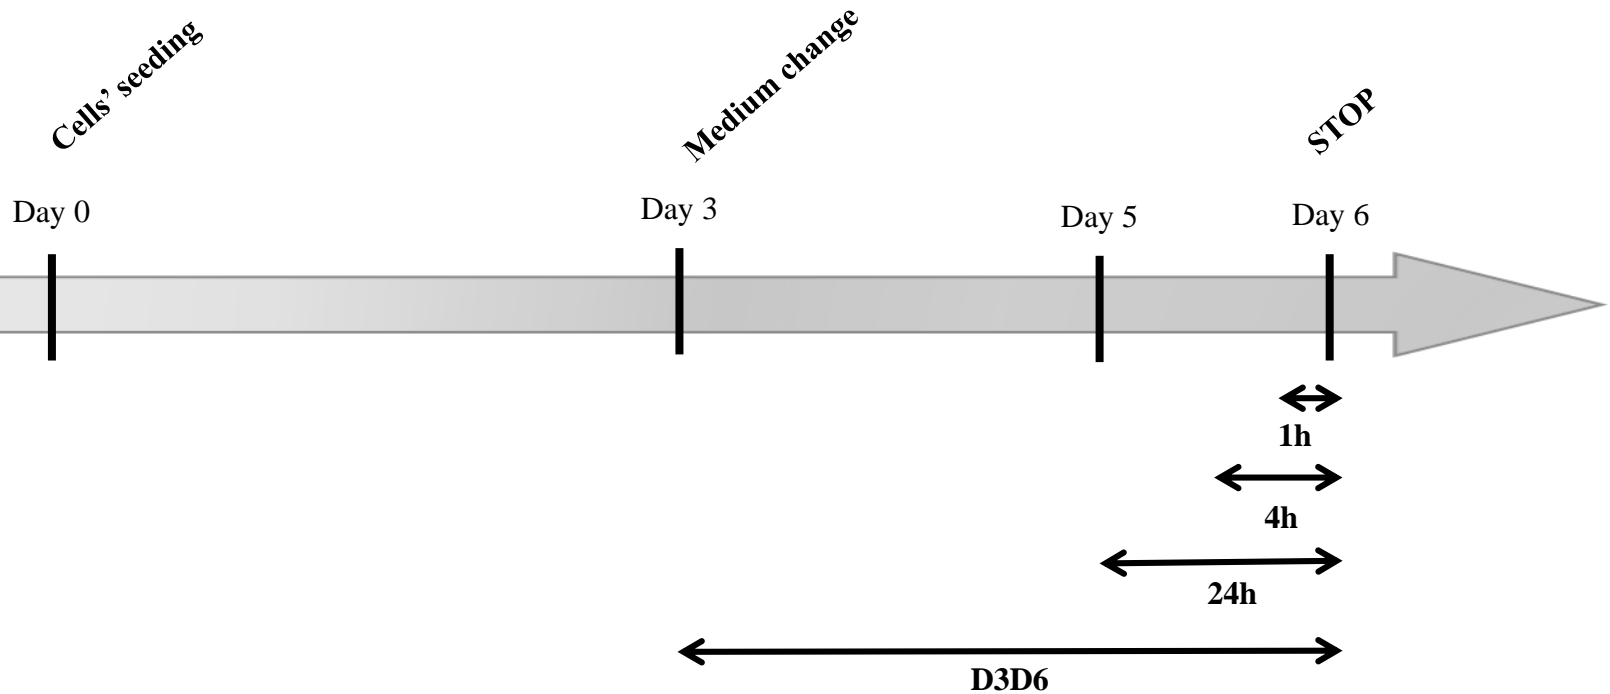 Cells’ seeding
Medium change
STOP
Day 0
Day 3
Day 5
Day 6
1h
4h
24h
D3D6